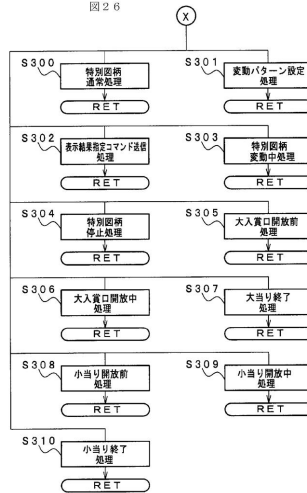 図２６
X
S300
特別図柄
通常処理
RET
S301
変動パターン設定
処理
RET
S302
表示結果指定コマンド送信
処理
RET
S303
特別図柄
変動中処理
RET
S304
特別図柄
停止処理
RET
S305
大入賞口開放前
処理
RET
S306
大入賞口開放中
処理
RET
S307
大当り終了
処理
RET
S308
小当り開放前
処理
RET
S309
小当り開放中
処理
RET
S310
小当り終了
処理
RET